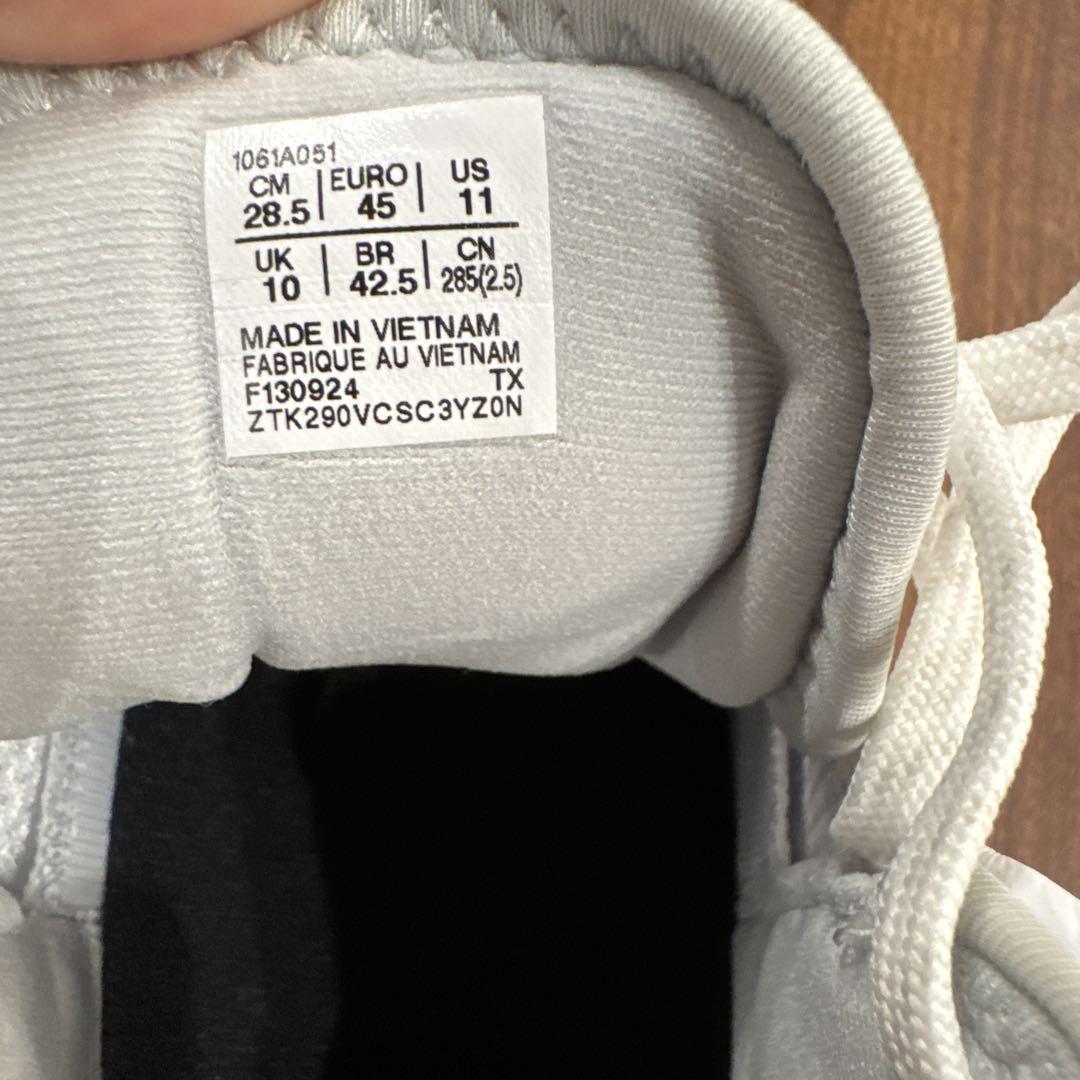 1061A051
CM | EURO | US
28.5 | 45 | 11
UK | BR | CN
10 | 42.5 | 285(2.5)
MADE IN VIETNAM
FABRIQUE AU VIETNAM
F130924 TX
ZTK290VCSC3YZ0N